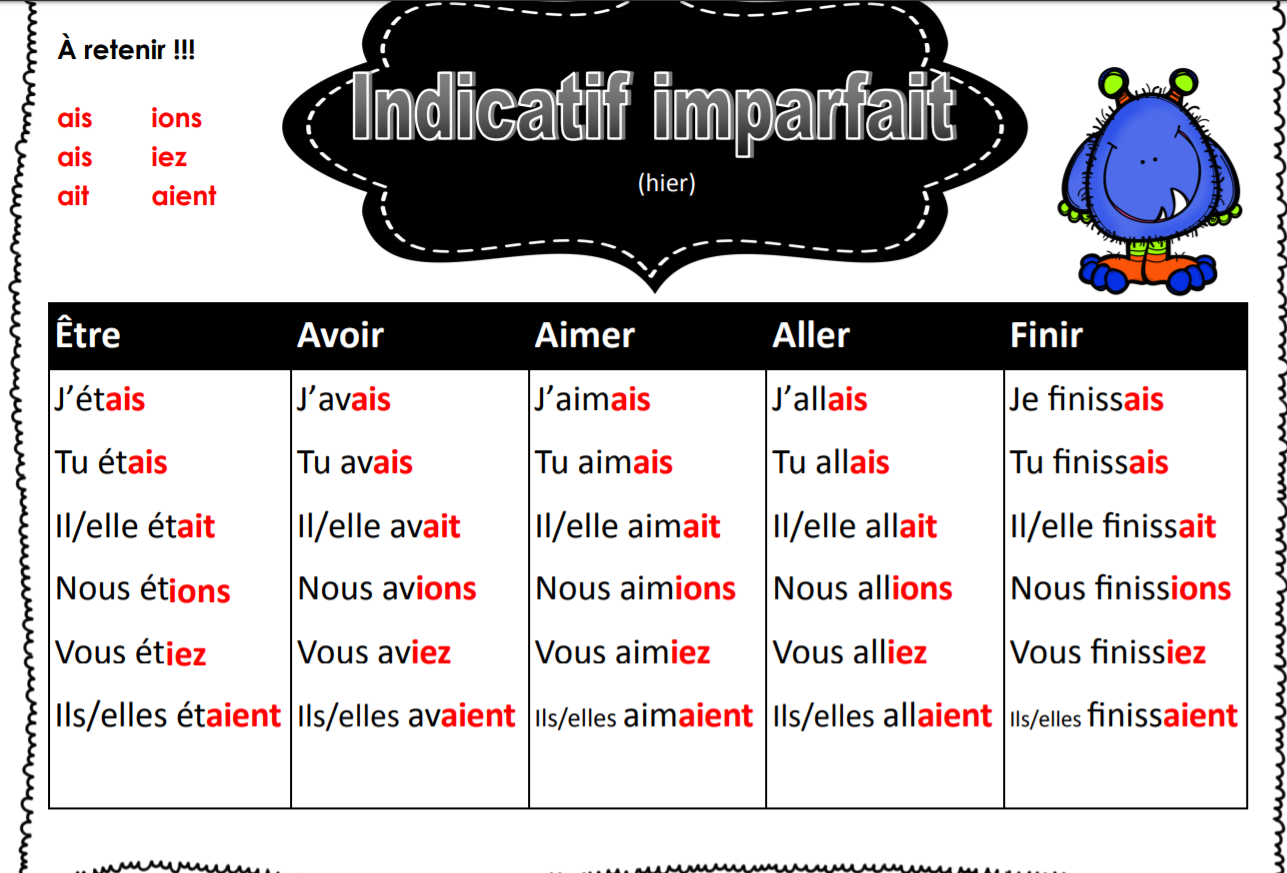 À retenir !!!
ais ions
ais iez
ait aient
Indicatif imparfait
(hier)
Être Avoir Aimer Aller Finir
J’étais J’avais J’aimais J’allais Je finissais
Tu étais Tu avais Tu aimais Tu allais Tu finissais
Il/elle était Il/elle avait Il/elle aimait Il/elle allait Il/elle finissait
Nous étions Nous avions Nous aimions Nous allions Nous finissions
Vous étiez Vous aviez Vous aimiez Vous alliez Vous finissiez
Ils/elles étaient Ils/elles avaient Ils/elles aimaient Ils/elles allaient Ils/elles finissaient